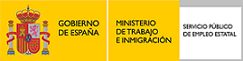 GOBIERNO
DE ESPAÑA
MINISTERIO
DE TRABAJO
E INMIGRACIÓN
SERVICIO PÚBLICO
DE EMPLEO ESTATAL